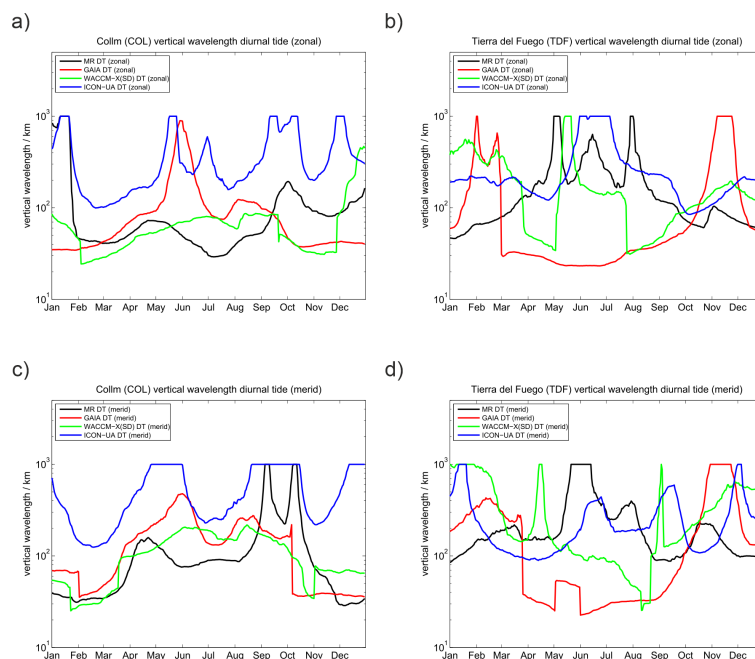 a)
Collm (COL) vertical wavelength diurnal tide (zonal)
MR DT (zonal)
GAIA DT (zonal)
WACCM−X(SD) DT (zonal)
ICON−UA DT (zonal)
vertical wavelength / km
10^3
10^2
10^1
Jan Feb Mar Apr May Jun Jul Aug Sep Oct Nov Dec
b)
Tierra del Fuego (TDF) vertical wavelength diurnal tide (zonal)
MR DT (zonal)
GAIA DT (zonal)
WACCM−X(SD) DT (zonal)
ICON−UA DT (zonal)
vertical wavelength / km
10^3
10^2
10^1
Jan Feb Mar Apr May Jun Jul Aug Sep Oct Nov Dec
c)
Collm (COL) vertical wavelength diurnal tide (merid)
MR DT (merid)
GAIA DT (merid)
WACCM−X(SD) DT (merid)
ICON−UA DT (merid)
vertical wavelength / km
10^3
10^2
10^1
Jan Feb Mar Apr May Jun Jul Aug Sep Oct Nov Dec
d)
Tierra del Fuego (TDF) vertical wavelength diurnal tide (merid)
MR DT (merid)
GAIA DT (merid)
WACCM−X(SD) DT (merid)
ICON−UA DT (merid)
vertical wavelength / km
10^3
10^2
10^1
Jan Feb Mar Apr May Jun Jul Aug Sep Oct Nov Dec